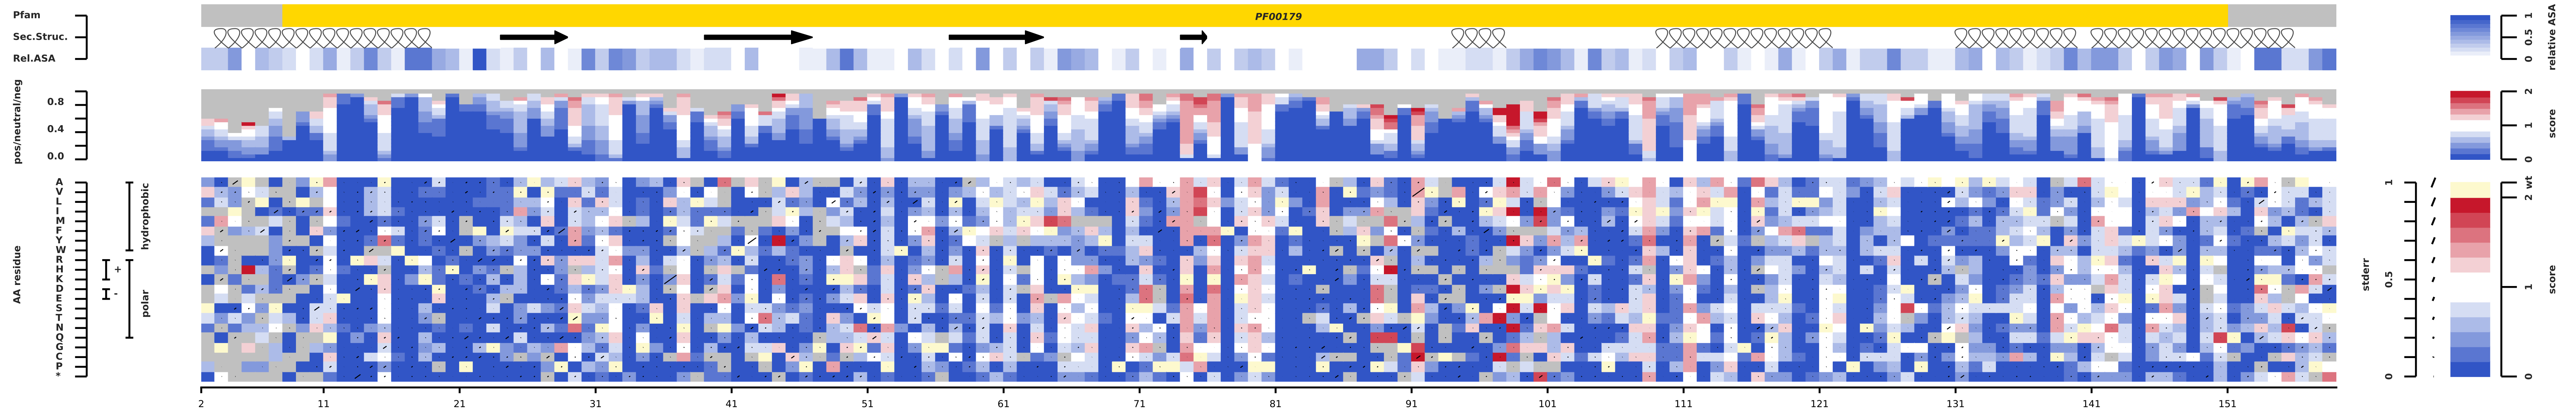 Pfam
PF00179
Sec.Struc.
Rel.ASA
1
0.5
0
relative ASA
pos/neutral/neg
0.8
0.4
0.0
2
1
0
score
AA residue
A
V
L
I
M
F
Y
W
R
H
K
D
E
S
T
N
Q
G
C
P
*
hydrophobic
+
-
polar
stderr
1
0.5
0
wt
2
1
0
score
2
11
21
31
41
51
61
71
81
91
101
111
121
131
141
151